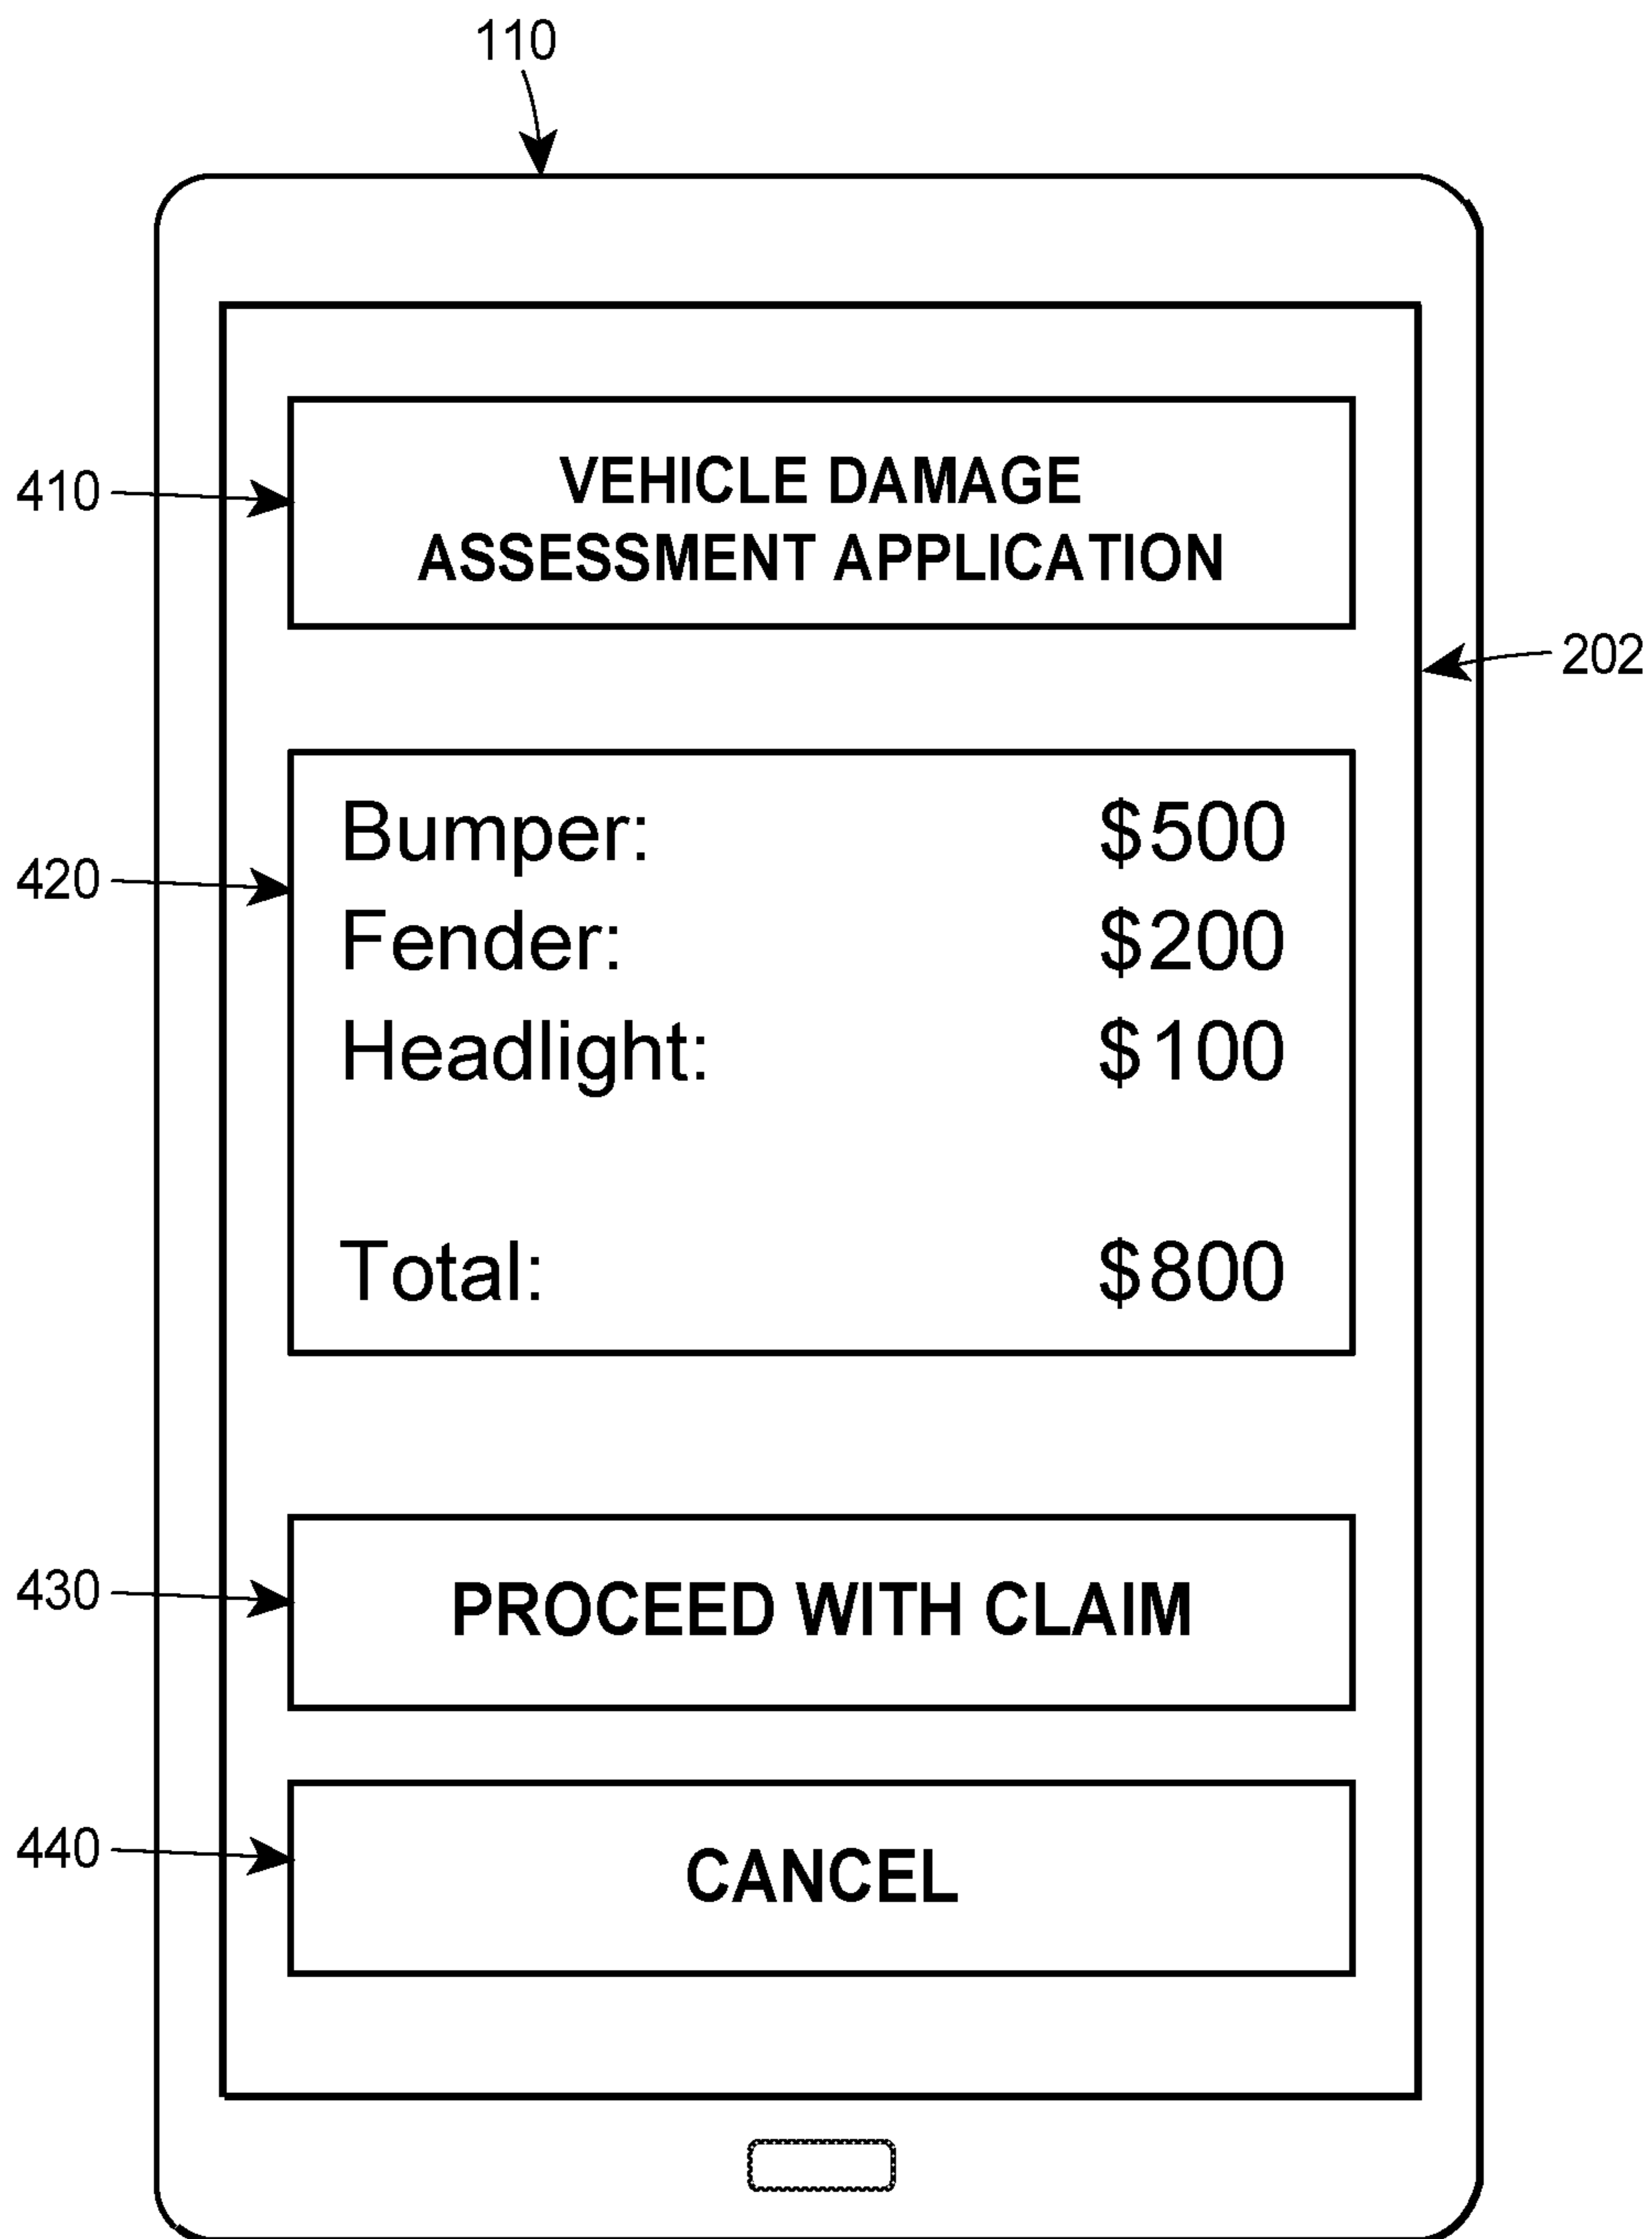 110
410
VEHICLE DAMAGE
ASSESSMENT APPLICATION
202
420
Bumper: $500
Fender: $200
Headlight: $100
Total: $800
430
PROCEED WITH CLAIM
440
CANCEL